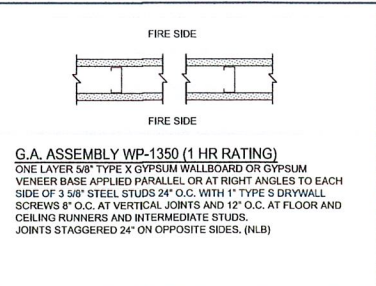 FIRE SIDE
FIRE SIDE
G.A. ASSEMBLY WP-1350 (1 HR RATING)
ONE LAYER 5/8" TYPE X GYPSUM WALLBOARD OR GYPSUM
VENEER BASE APPLIED PARALLEL OR AT RIGHT ANGLES TO EACH
SIDE OF 3 5/8" STEEL STUDS 24" O.C. WITH 1" TYPE S DRYWALL
SCREWS 8" O.C. AT VERTICAL JOINTS AND 12" O.C. AT FLOOR AND
CEILING RUNNERS AND INTERMEDIATE STUDS.
JOINTS STAGGERED 24" ON OPPOSITE SIDES. (NLB)